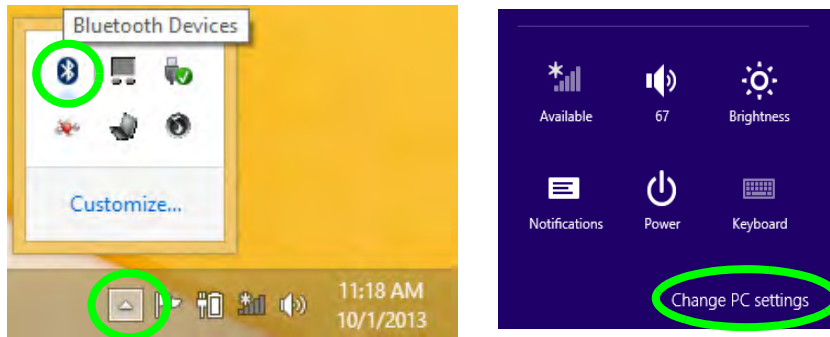 Bluetooth Devices
Customize...
11:18 AM
10/1/2013
Available 67 Brightness
Notifications Power Keyboard
Change PC settings